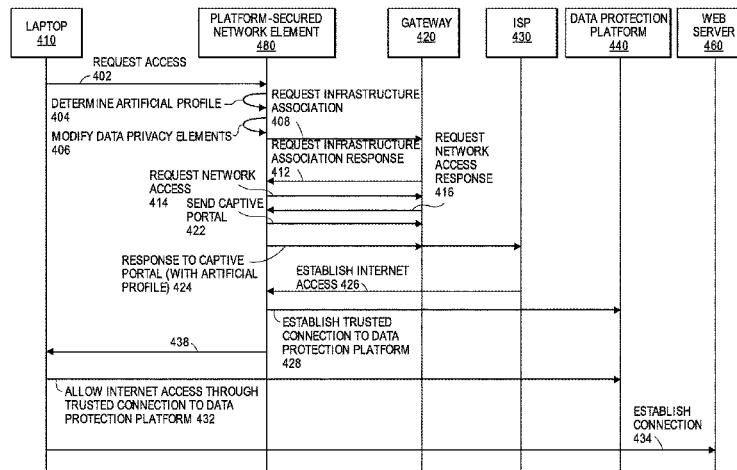 LAPTOP
410
PLATFORM-SECURED
NETWORK ELEMENT
480
GATEWAY
420
ISP
430
DATA PROTECTION
PLATFORM
440
WEB
SERVER
460
REQUEST ACCESS
402
DETERMINE ARTIFICIAL PROFILE
404
REQUEST INFRASTRUCTURE
ASSOCIATION
408
MODIFY DATA PRIVACY ELEMENTS
406
REQUEST INFRASTRUCTURE
ASSOCIATION RESPONSE
412
REQUEST
NETWORK
ACCESS
RESPONSE
416
REQUEST NETWORK
ACCESS
414
SEND CAPTIVE
PORTAL
422
RESPONSE TO CAPTIVE
PORTAL (WITH ARTIFICIAL
PROFILE) 424
ESTABLISH INTERNET
ACCESS 426
ESTABLISH TRUSTED
CONNECTION TO DATA
PROTECTION PLATFORM
428
438
ALLOW INTERNET ACCESS THROUGH
TRUSTED CONNECTION TO DATA
PROTECTION PLATFORM 432
ESTABLISH
CONNECTION
434